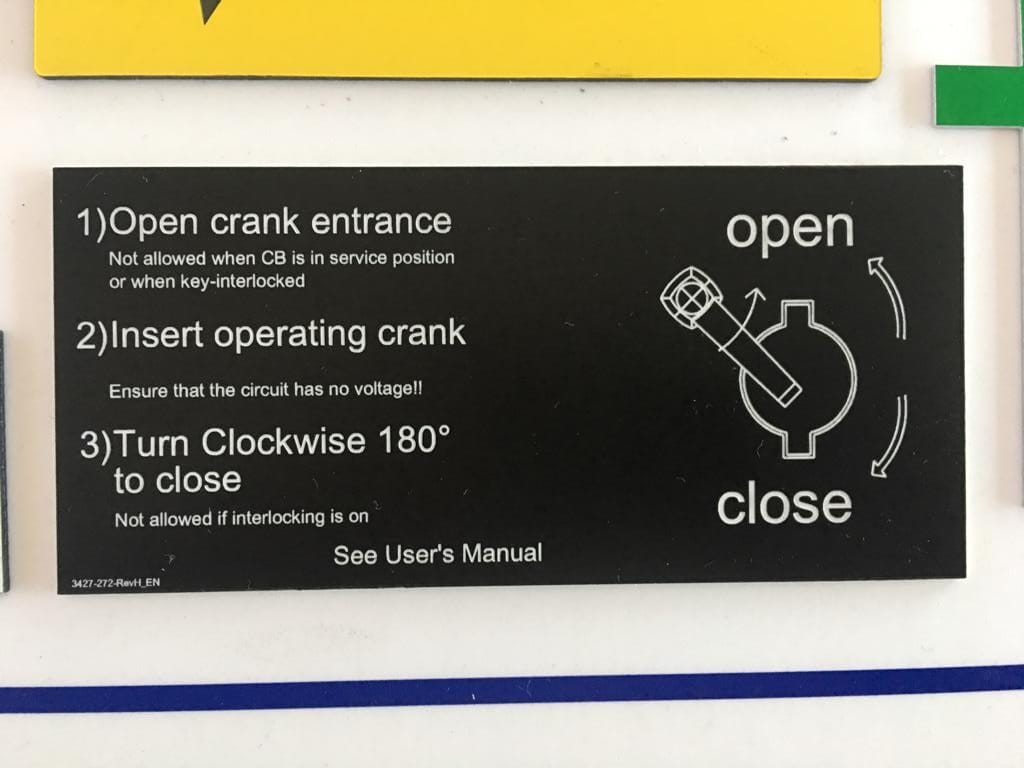 1)Open crank entrance
Not allowed when CB is in service position
or when key-interlocked
2)Insert operating crank
Ensure that the circuit has no voltage!!
3)Turn Clockwise 180°
to close
Not allowed if interlocking is on
See User's Manual
3427-272-RevH_EN
open
close